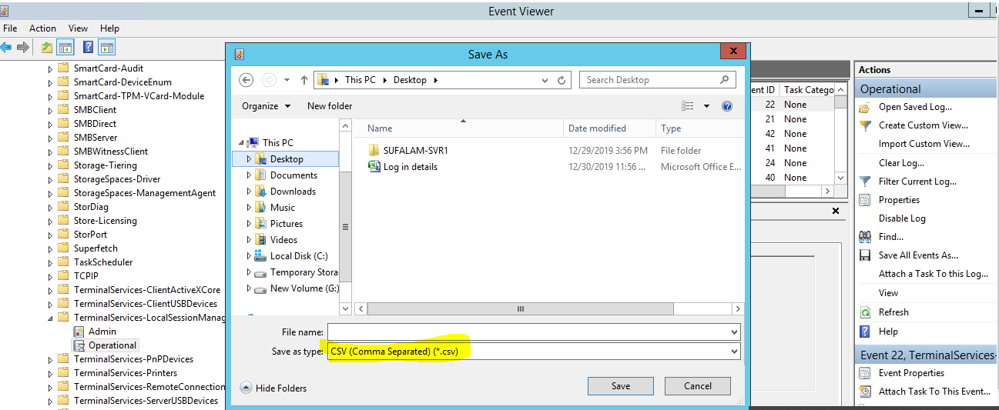 Event Viewer
File Action View Help
SmartCard-Audit
SmartCard-DeviceEnum
SmartCard-TPM-VCard-Module
SMBClient
SMBDirect
SMBServer
SMBWitnessClient
Storage-Tiering
StorageSpaces-Driver
StorageSpaces-ManagementAgent
StorDiag
Store-Licensing
StorPort
Superfetch
TaskScheduler
TCPIP
TerminalServices-ClientActiveXCore
TerminalServices-ClientUSBDevices
TerminalServices-LocalSessionManag
Admin
Operational
TerminalServices-PnPDevices
TerminalServices-Printers
TerminalServices-RemoteConnection
TerminalServices-ServerUSBDevices
Save As
This PC Desktop
Search Desktop
Organize New folder
This PC
Desktop
Documents
Downloads
Music
Pictures
Videos
Local Disk (C:)
Temporary Stora
New Volume (G:)
Name Date modified Type
SUFALAM-SVR1 12/29/2019 3:56 PM File folder
Log in details 12/30/2019 11:56 ... Microsoft Office E...
File name:
Save as type: CSV (Comma Separated) (*.csv)
Hide Folders
Save Cancel
ent ID Task Catego
22 None
21 None
42 None
41 None
24 None
40 None
Actions
Operational
Open Saved Log...
Create Custom View...
Import Custom View...
Clear Log...
Filter Current Log...
Properties
Disable Log
Find...
Save All Events As...
Attach a Task To this Log...
View
Refresh
Help
Event 22, TerminalServices-
Event Properties
Attach Task To This Event...